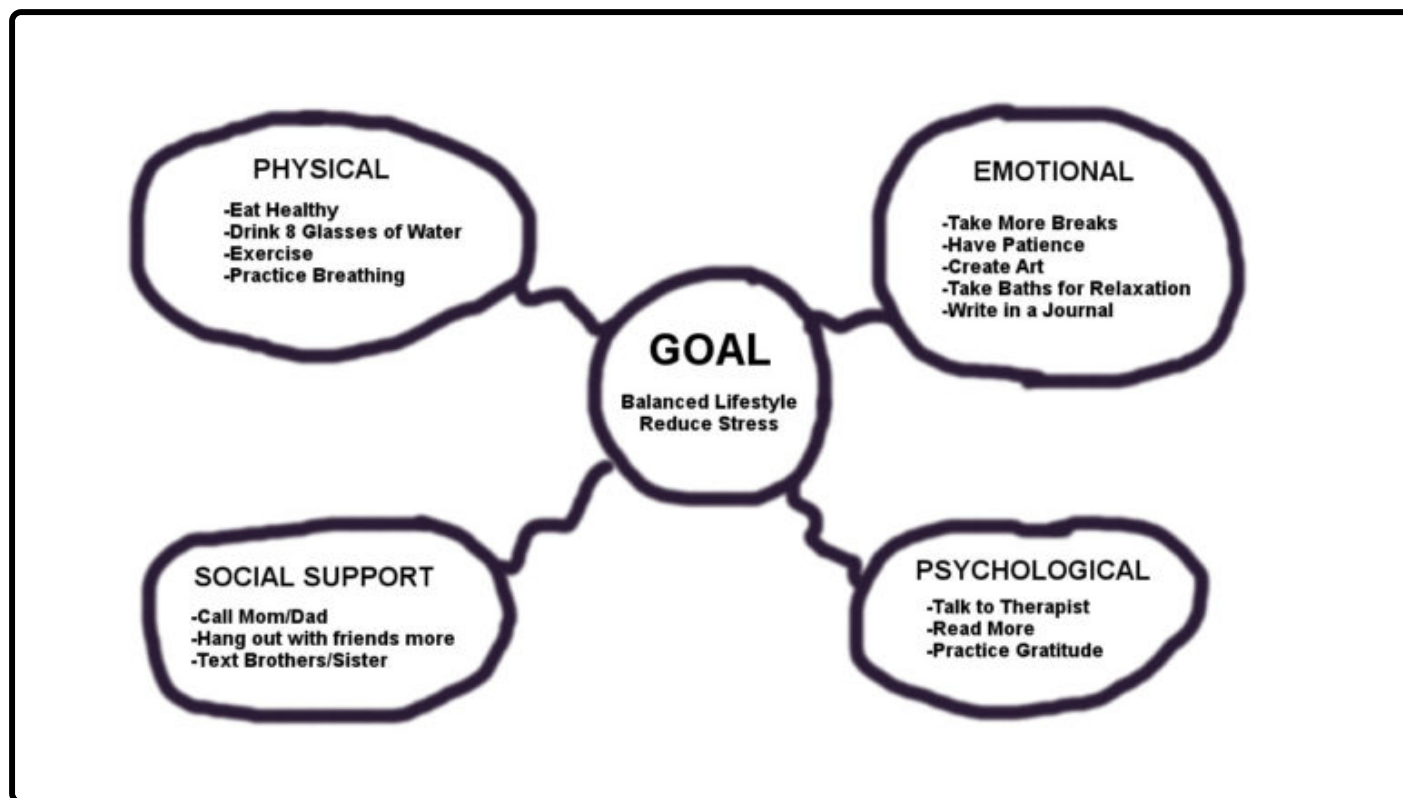 PHYSICAL
-Eat Healthy
-Drink 8 Glasses of Water
-Exercise
-Practice Breathing
EMOTIONAL
-Take More Breaks
-Have Patience
-Create Art
-Take Baths for Relaxation
-Write in a Journal
GOAL
Balanced Lifestyle
Reduce Stress
SOCIAL SUPPORT
-Call Mom/Dad
-Hang out with friends more
-Text Brothers/Sister
PSYCHOLOGICAL
-Talk to Therapist
-Read More
-Practice Gratitude